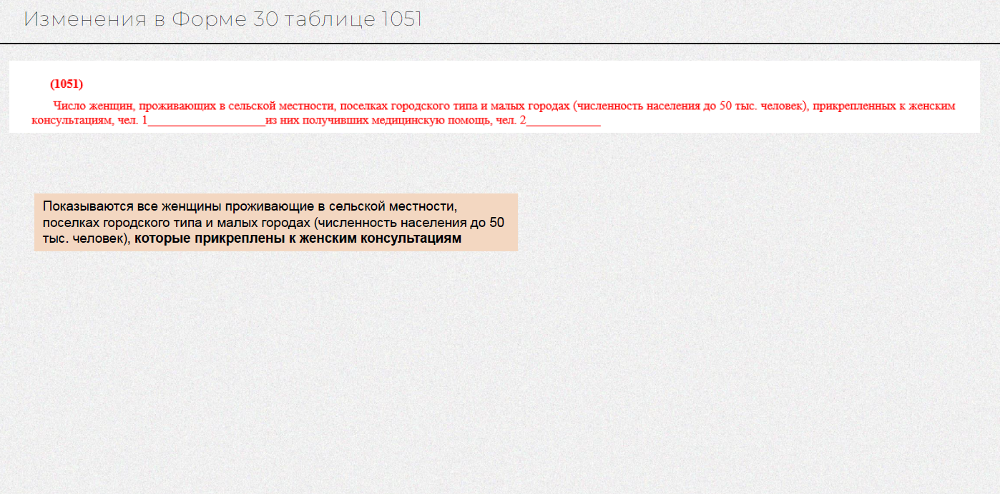 Изменения в Форме 30 таблице 1051
(1051)
Число женщин, проживающих в сельской местности, поселках городского типа и малых городах (численность населения до 50 тыс. человек), прикрепленных к женским
консультациям, чел. 1___________________из них получивших медицинскую помощь, чел. 2____________
Показываются все женщины проживающие в сельской местности,
поселках городского типа и малых городах (численность населения до 50
тыс. человек), которые прикреплены к женским консультациям